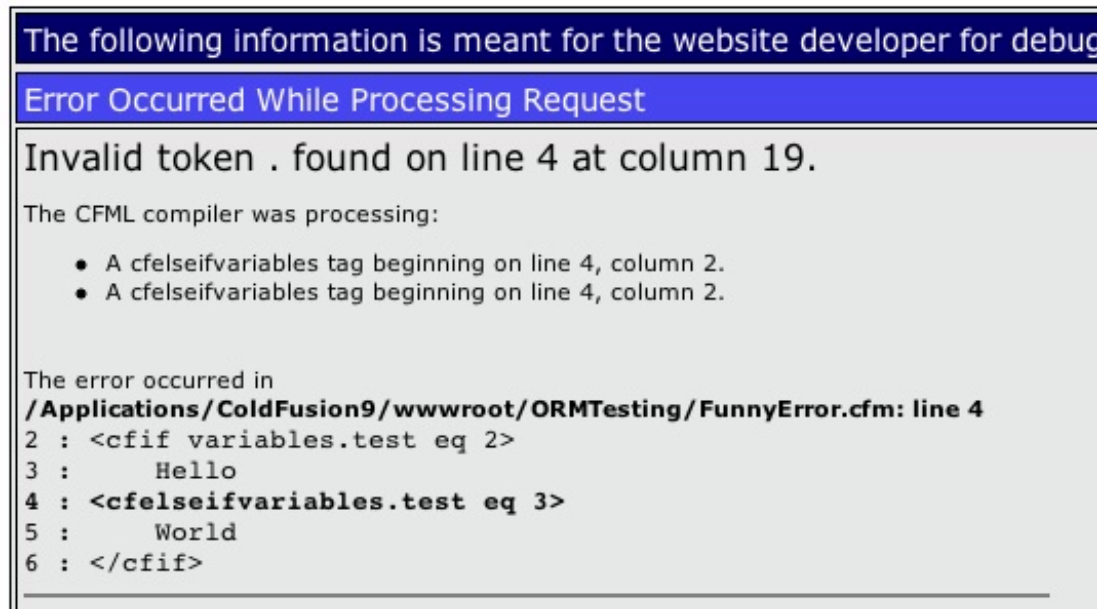 The following information is meant for the website developer for debug
Error Occurred While Processing Request
Invalid token . found on line 4 at column 19.
The CFML compiler was processing:
• A cfelseifvariables tag beginning on line 4, column 2.
• A cfelseifvariables tag beginning on line 4, column 2.
The error occurred in
/Applications/ColdFusion9/wwwroot/ORMTesting/FunnyError.cfm: line 4
2 : <cfif variables.test eq 2>
3 :     Hello
4 : <cfelseifvariables.test eq 3>
5 :     World
6 : </cfif>